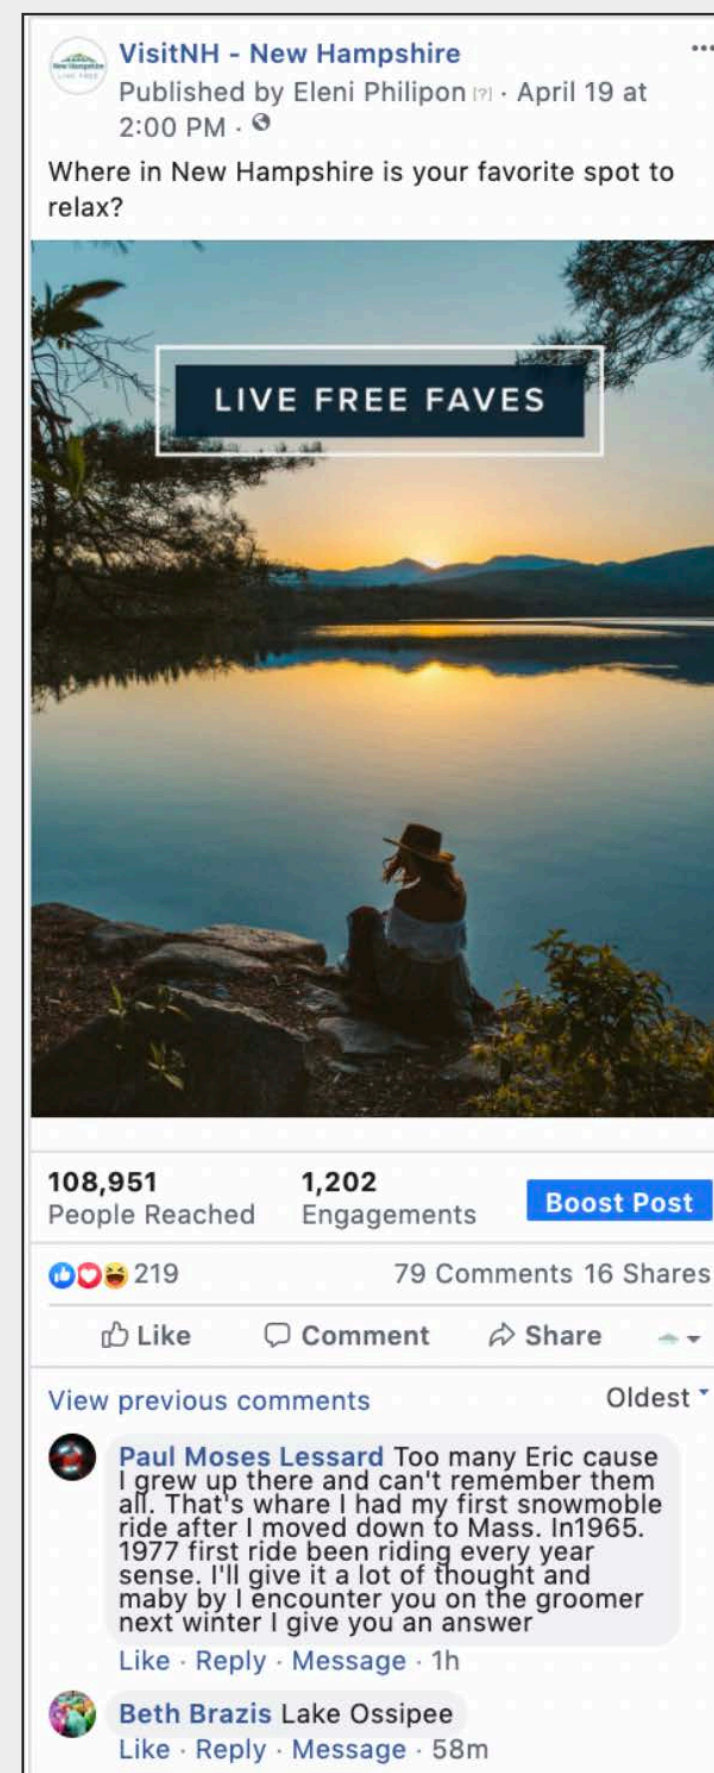 VisitNH - New Hampshire
Published by Eleni Philipon [?] · April 19 at
2:00 PM ·
Where in New Hampshire is your favorite spot to
relax?
LIVE FREE FAVES
108,951
People Reached
1,202
Engagements
Boost Post
219
79 Comments 16 Shares
Like
Comment
Share
View previous comments
Oldest
Paul Moses Lessard Too many Eric cause
I grew up there and can't remember them
all. That's whare I had my first snowmoble
ride after I moved down to Mass. In1965.
1977 first ride been riding every year
sense. I'll give it a lot of thought and
maby by I encounter you on the groomer
next winter I give you an answer
Like · Reply · Message · 1h
Beth Brazis Lake Ossipee
Like · Reply · Message · 58m